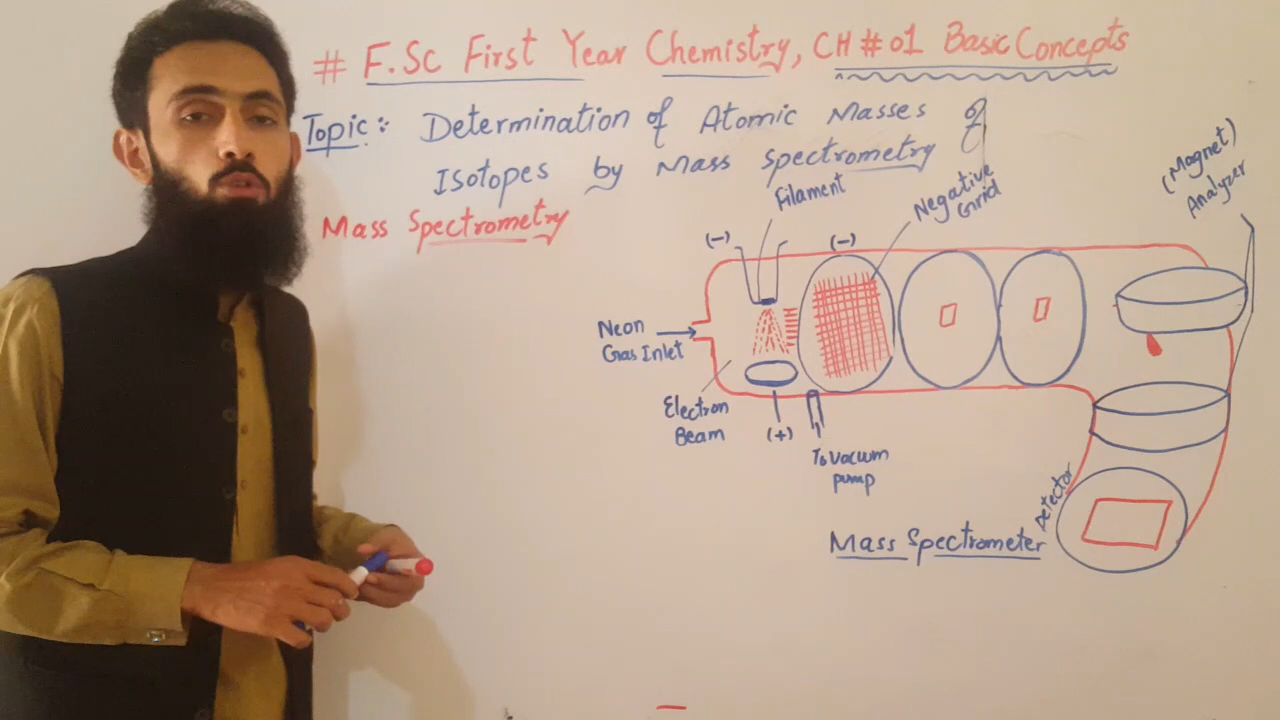 # F.Sc First Year Chemistry, CH # 01 Basic Concepts
Topic: Determination of Atomic Masses of
Isotopes by Mass Spectrometry
Mass Spectrometry
Filament
Negative
Grid
(Magnet)
Analyzer
(-)
(-)
Neon
Gas Inlet
Electron
Beam
(+)
To Vacuum
pump
Detector
Mass Spectrometer